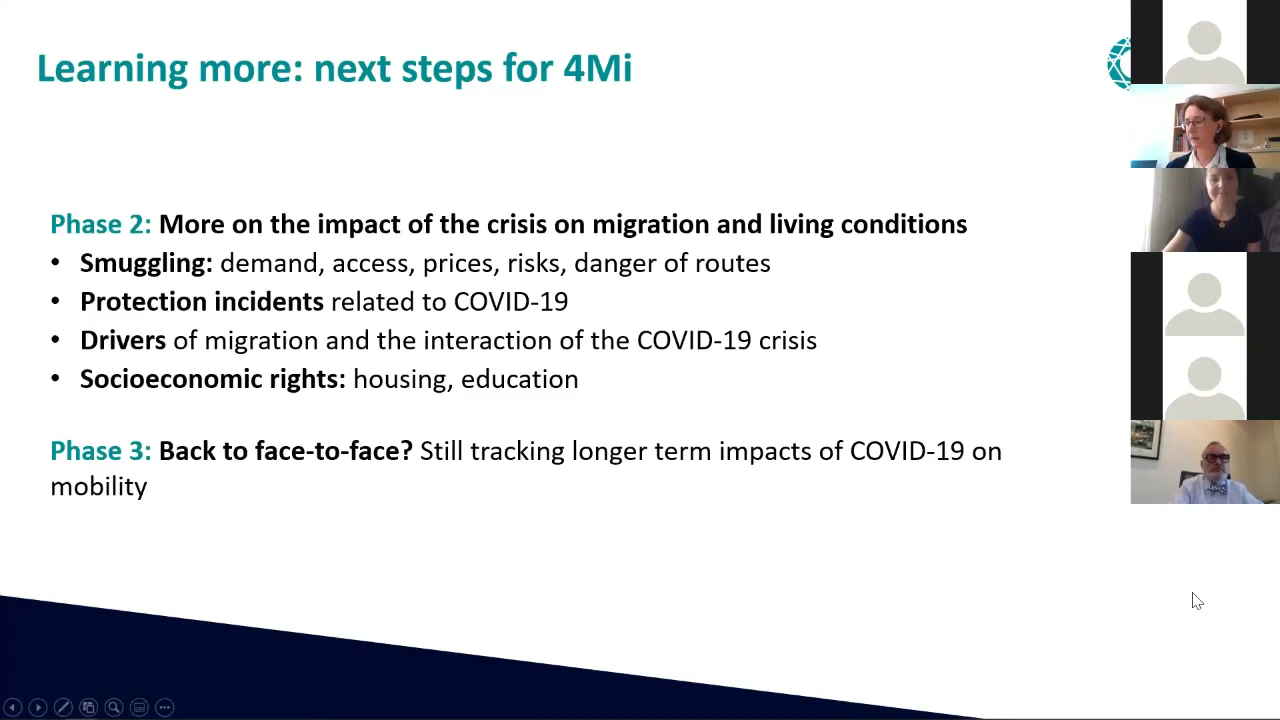 Learning more: next steps for 4Mi
Phase 2: More on the impact of the crisis on migration and living conditions
• Smuggling: demand, access, prices, risks, danger of routes
• Protection incidents related to COVID-19
• Drivers of migration and the interaction of the COVID-19 crisis
• Socioeconomic rights: housing, education
Phase 3: Back to face-to-face? Still tracking longer term impacts of COVID-19 on
mobility